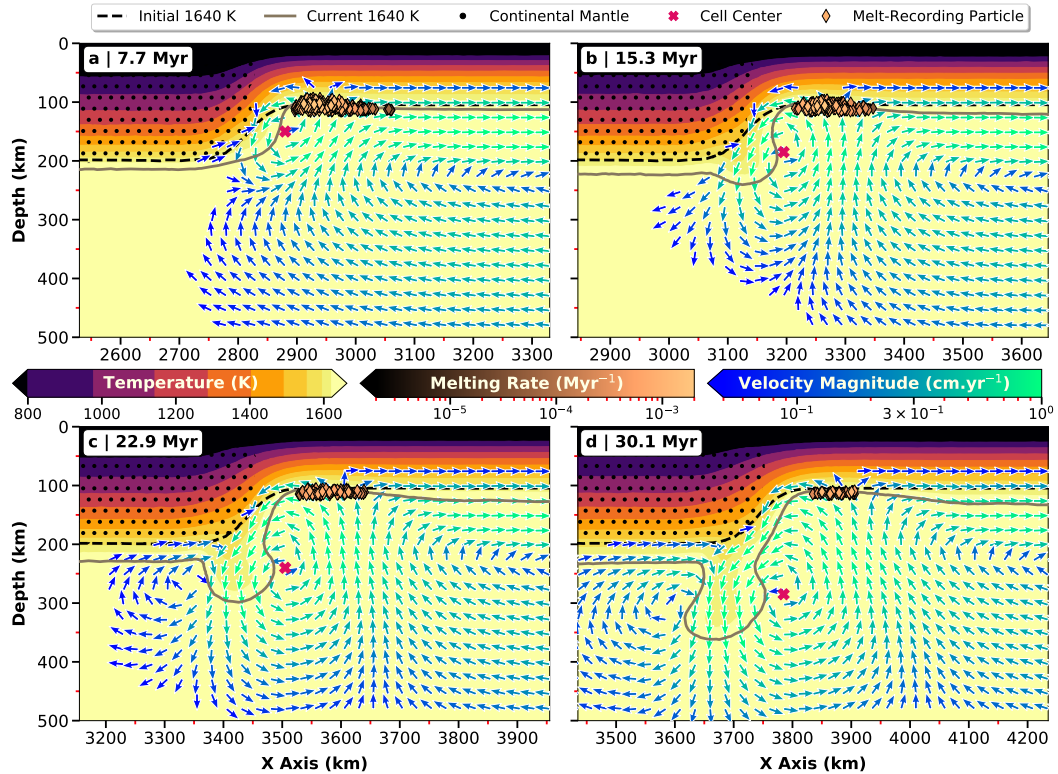 Initial 1640 K Current 1640 K Continental Mantle Cell Center Melt-Recording Particle
a | 7.7 Myr
b | 15.3 Myr
0
100
200
300
400
500
Depth (km)
2600 2700 2800 2900 3000 3100 3200 3300
2900 3000 3100 3200 3300 3400 3500 3600
Temperature (K)
800 1000 1200 1400 1600
Melting Rate (Myr⁻¹)
10⁻⁵ 10⁻⁴ 10⁻³
Velocity Magnitude (cm.yr⁻¹)
10⁻¹ 3 × 10⁻¹ 10⁰
c | 22.9 Myr
d | 30.1 Myr
0
100
200
300
400
500
Depth (km)
3200 3300 3400 3500 3600 3700 3800 3900
3500 3600 3700 3800 3900 4000 4100 4200
X Axis (km)
X Axis (km)